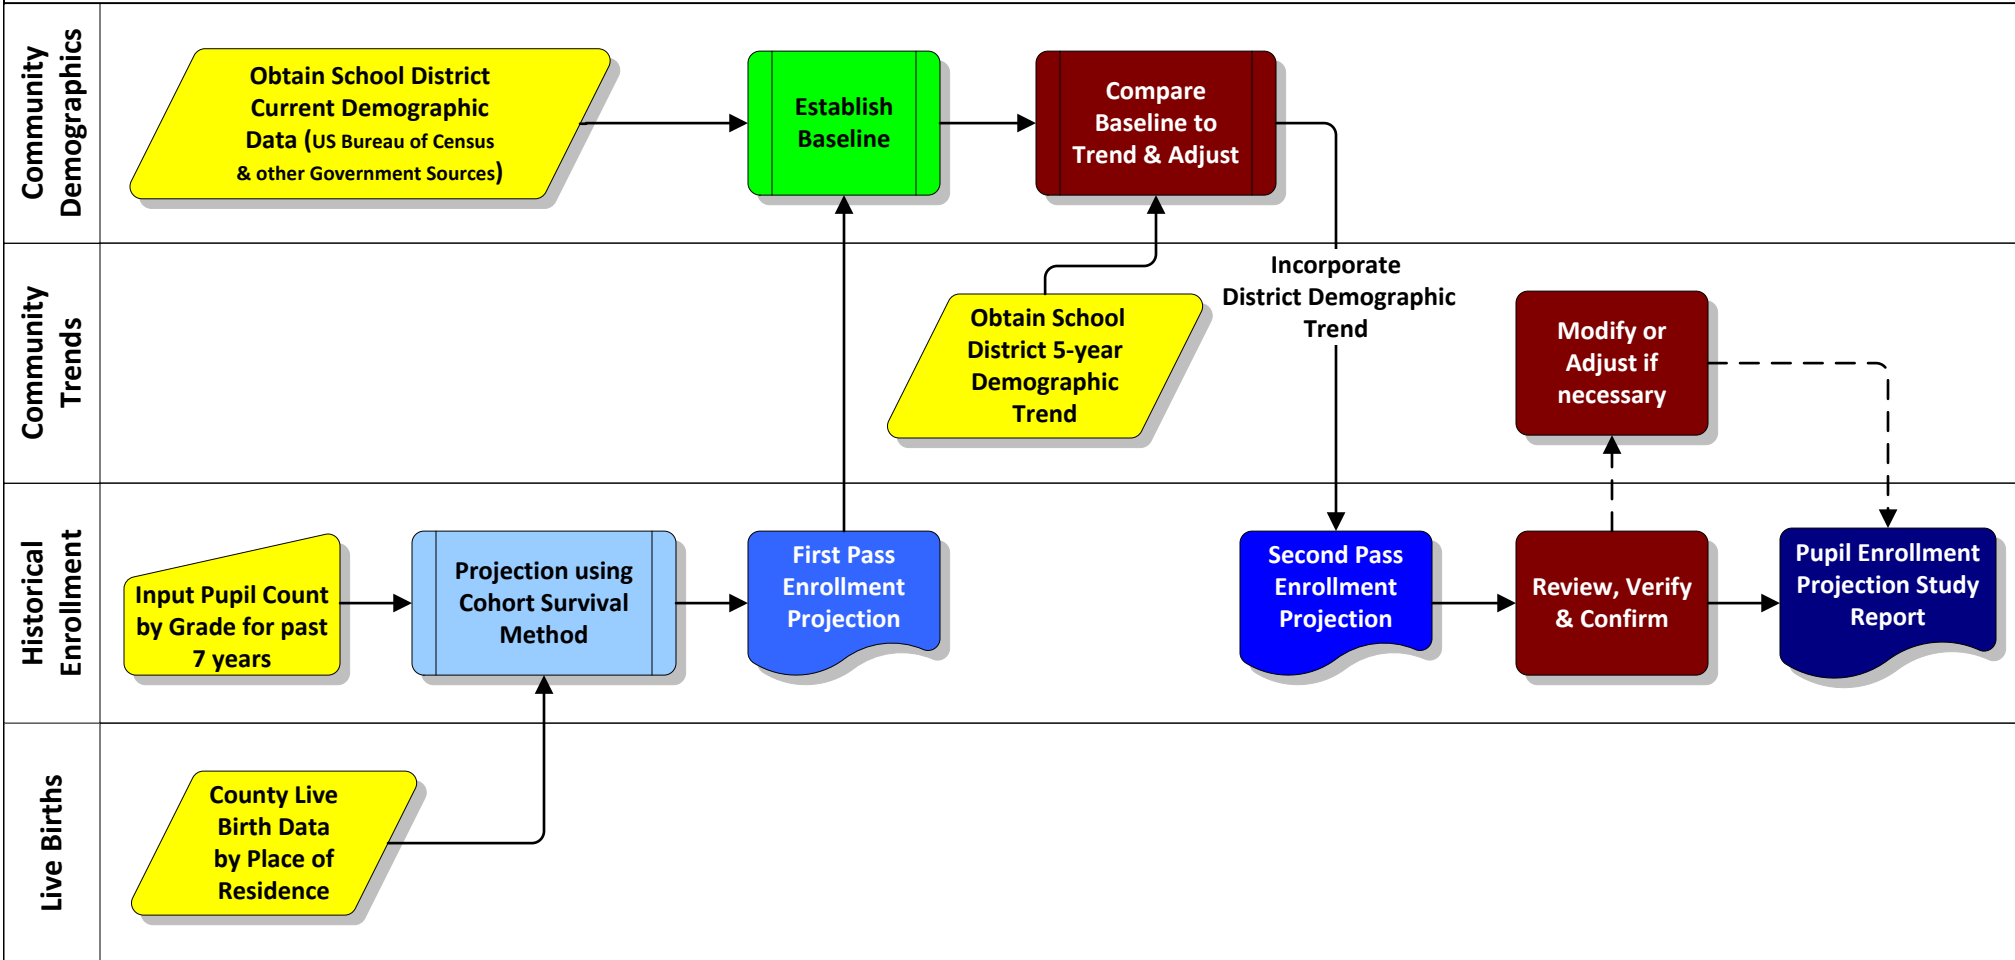 Community
Demographics
Obtain School District
Current Demographic
Data (US Bureau of Census
& other Government Sources)
Establish
Baseline
Compare
Baseline to
Trend & Adjust
Community
Trends
Obtain School
District 5-year
Demographic
Trend
Incorporate
District Demographic
Trend
Modify or
Adjust if
necessary
Historical
Enrollment
Input Pupil Count
by Grade for past
7 years
Projection using
Cohort Survival
Method
First Pass
Enrollment
Projection
Second Pass
Enrollment
Projection
Review, Verify
& Confirm
Pupil Enrollment
Projection Study
Report
Live Births
County Live
Birth Data
by Place of
Residence